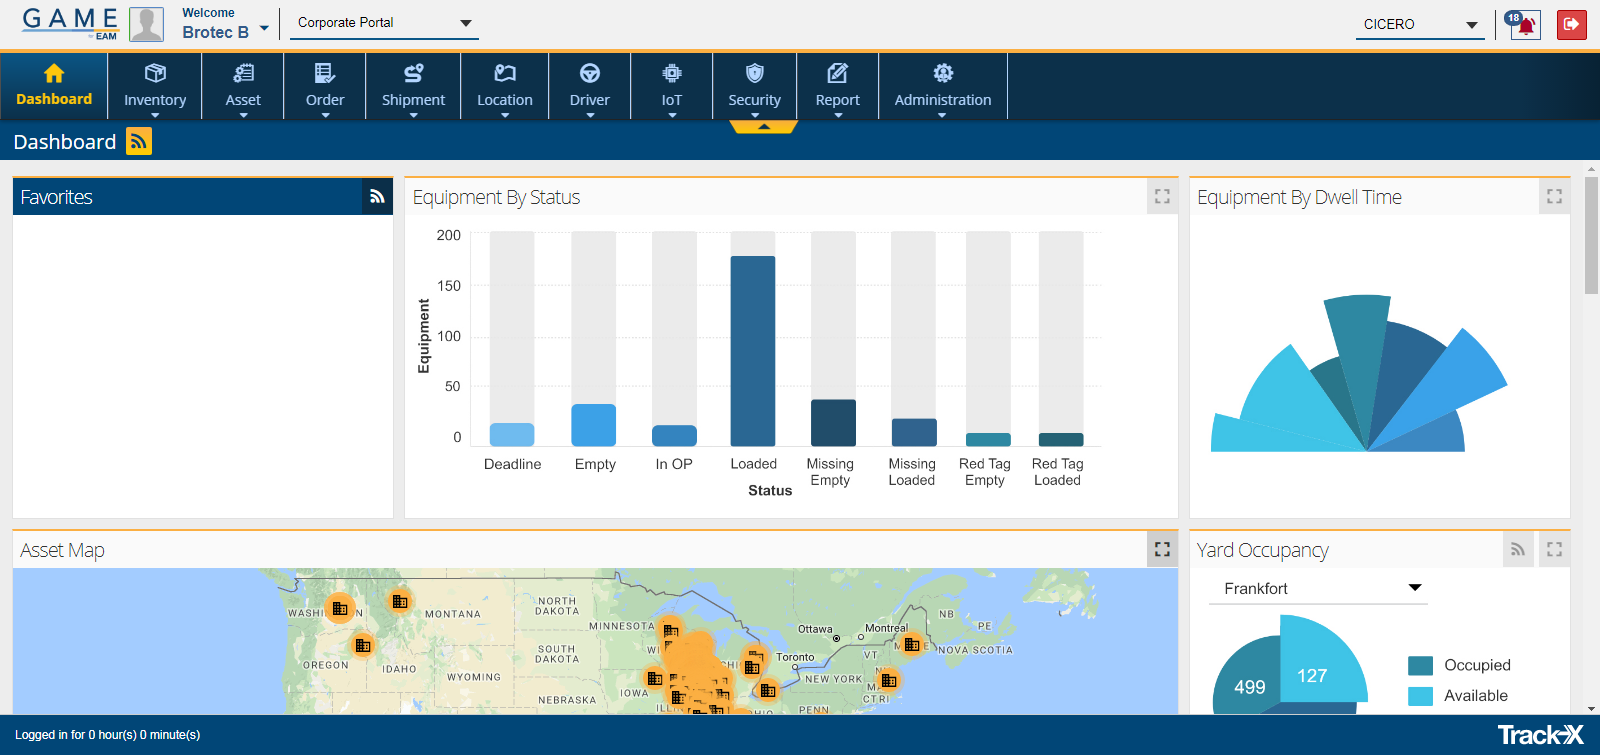 GAME
by EAM
Welcome
Brotec B
Corporate Portal
CICERO
18
Dashboard
Inventory
Asset
Order
Shipment
Location
Driver
IoT
Security
Report
Administration
Dashboard
Favorites
Equipment By Status
200
150
100
50
0
Equipment
Deadline
Empty
In OP
Loaded
Missing
Empty
Missing
Loaded
Red Tag
Empty
Red Tag
Loaded
Status
Equipment By Dwell Time
Asset Map
MONTANA
NORTH
DAKOTA
MINNESOTA
SOUTH
DAKOTA
OREGON
IDAHO
WYOMING
NEBRASKA
IOWA
Ottawa
Montreal
Toronto
NB
PE
NOVA SCOTIA
VT
NEW YORK
CTRI
PENN
Yard Occupancy
Frankfort
499
127
Occupied
Available
Logged in for 0 hour(s) 0 minute(s)
Track-X